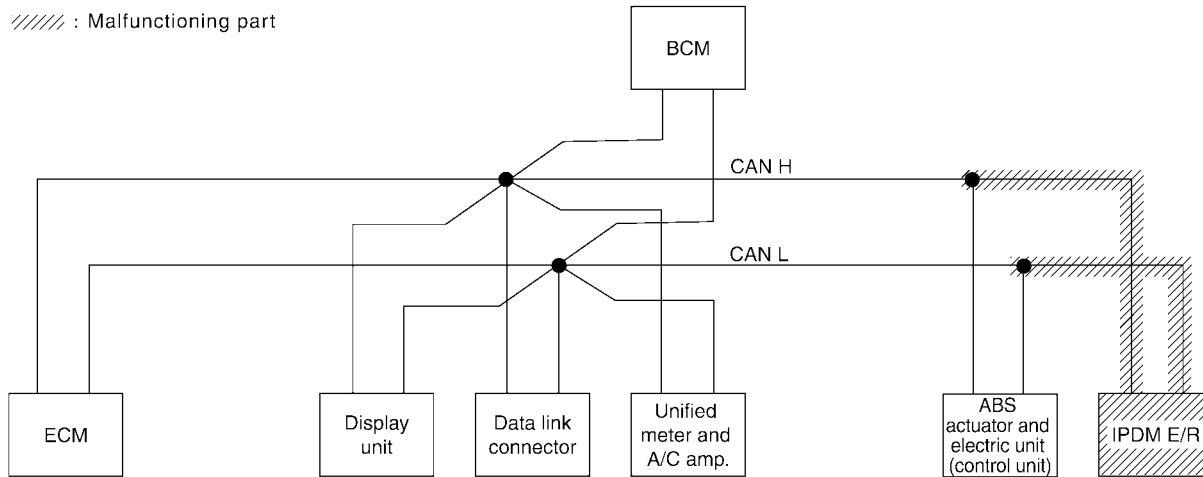 : Malfunctioning part
BCM
CAN H
CAN L
ECM
Display
unit
Data link
connector
Unified
meter and
A/C amp.
ABS
actuator and
electric unit
(control unit)
IPDM E/R